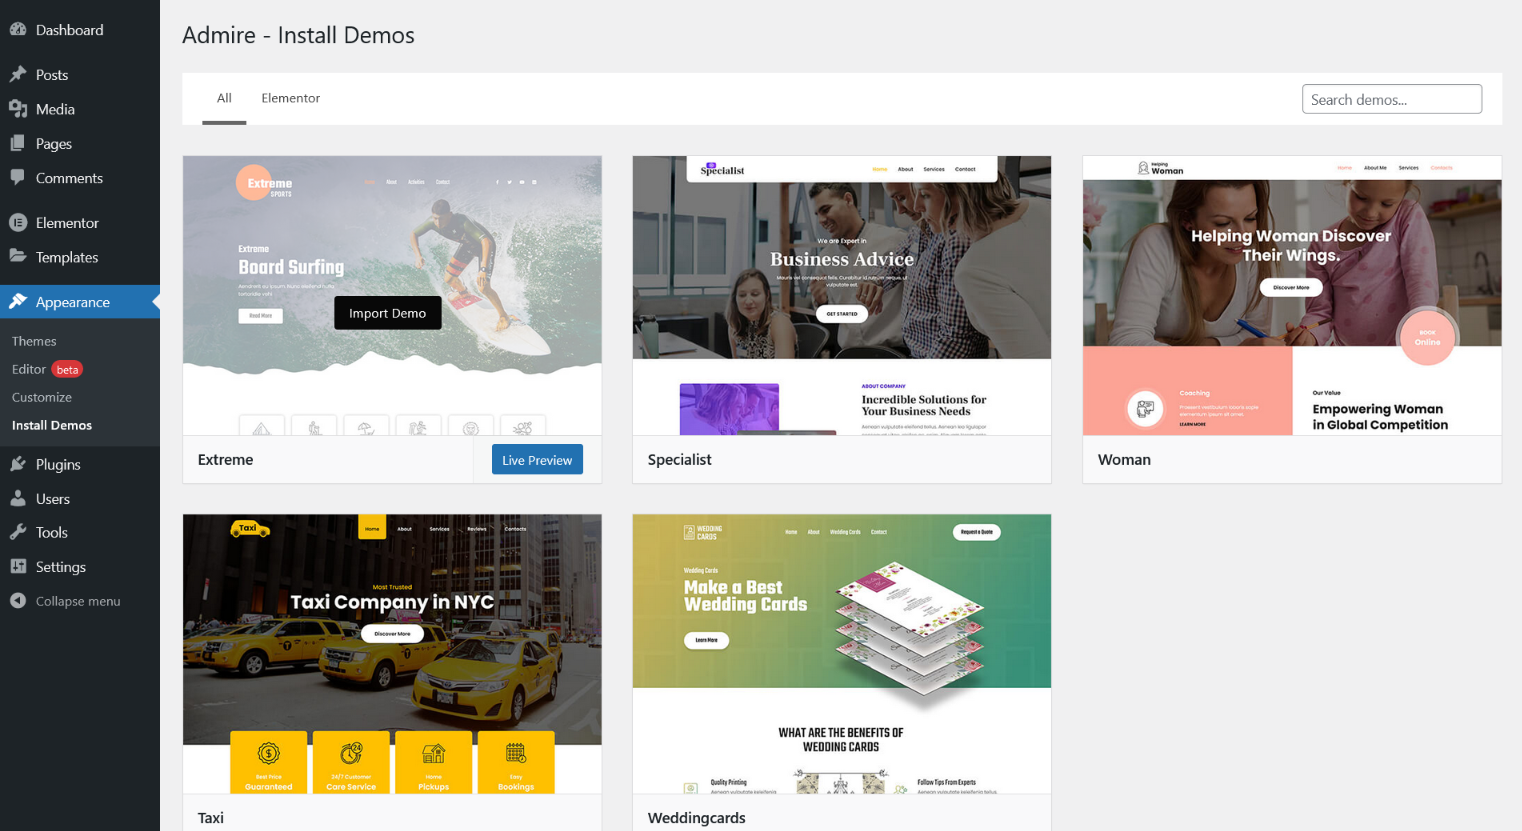 Dashboard
Posts
Media
Pages
Comments
Elementor
Templates
Appearance
Themes
Editor beta
Customize
Install Demos
Plugins
Users
Tools
Settings
Collapse menu
Admire - Install Demos
All Elementor
Search demos...
Extreme
SPORTS
Home About Activities Contact
Extreme
Board Surfing
Read More
Import Demo
Extreme
Live Preview
Specialist
Home About Services Contact
We are Expert in
Business Advice
GET STARTED
ABOUT COMPANY
Incredible Solutions for
Your Business Needs
Specialist
Helping
Woman
Home About Me Services Contacts
Helping Woman Discover
Their Wings.
Discover More
BOOK
Online
Coaching
LEARN MORE
Our Value
Empowering Woman
in Global Competition
Woman
Taxi
Home About Services Reviews Contacts
Most Trusted
Taxi Company in NYC
Discover More
Best Price
Guaranteed
24/7 Customer
Care Service
Home
Pickups
Easy
Bookings
Taxi
WEDDING
CARDS
Home About Wedding Cards Contact
Request a Quote
Wedding Cards
Make a Best
Wedding Cards
Learn More
WHAT ARE THE BENEFITS OF
WEDDING CARDS
Quality Printing
Follow Tips From Experts
Weddingcards